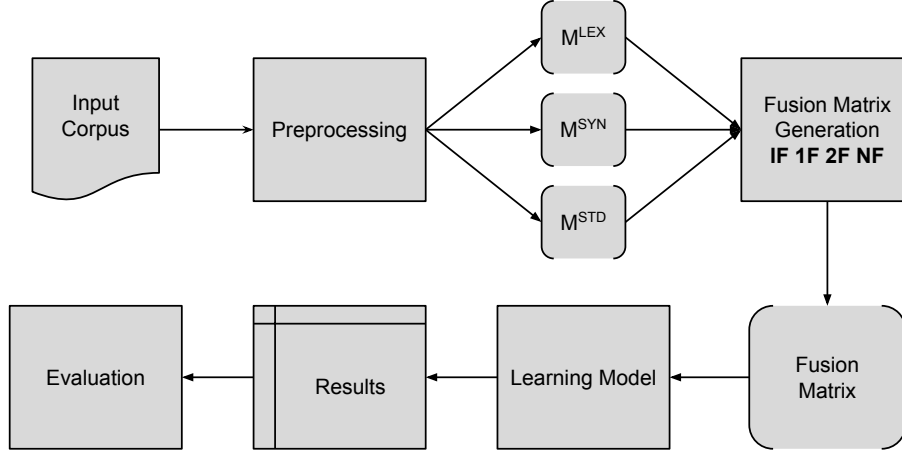 Input
Corpus
Preprocessing
M^LEX
M^SYN
M^STD
Fusion Matrix
Generation
IF 1F 2F NF
Fusion
Matrix
Learning Model
Results
Evaluation